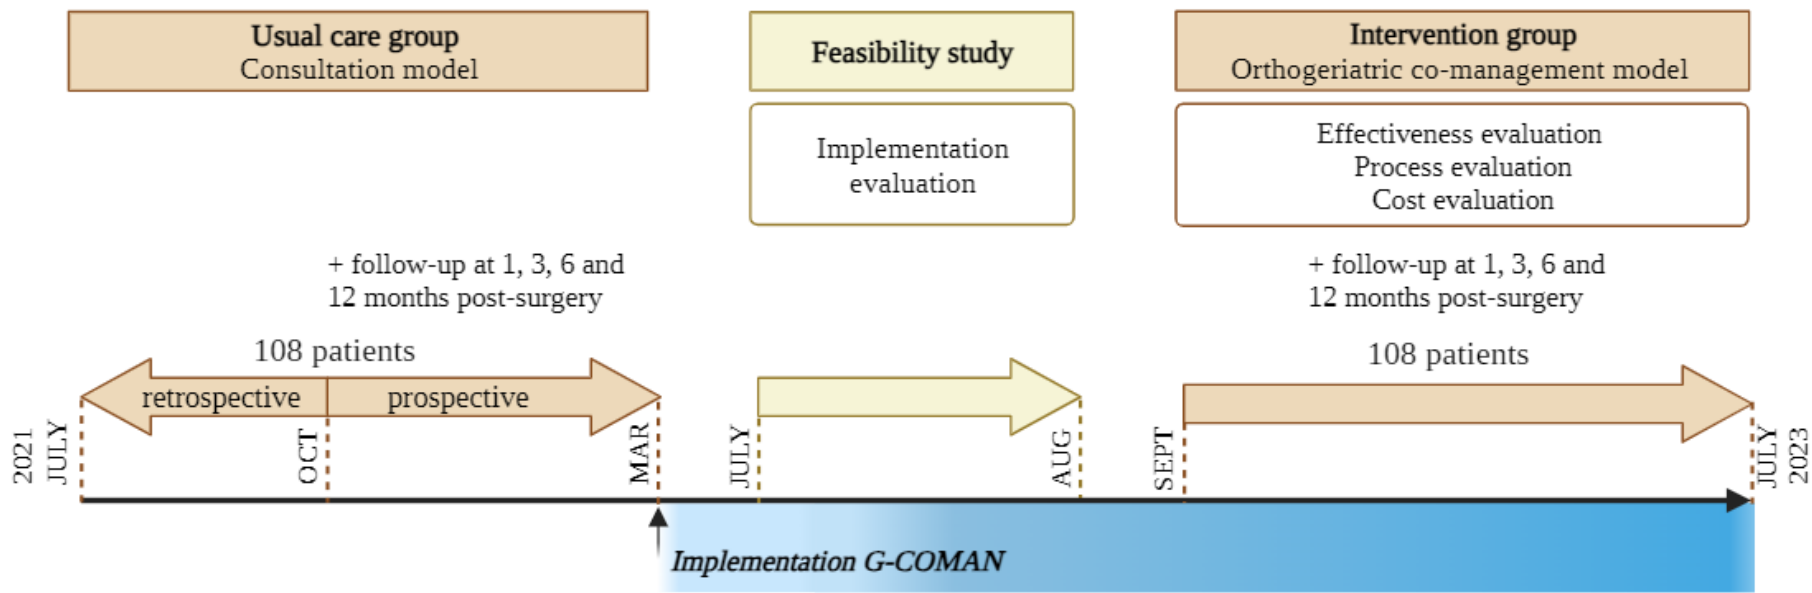 Usual care group
Consultation model
Feasibility study
Intervention group
Orthogeriatric co-management model
Implementation
evaluation
Effectiveness evaluation
Process evaluation
Cost evaluation
+ follow-up at 1, 3, 6 and
12 months post-surgery
+ follow-up at 1, 3, 6 and
12 months post-surgery
108 patients
108 patients
retrospective
prospective
2021
JULY
OCT
MAR
JULY
AUG
SEPT
JULY
2023
Implementation G-COMAN